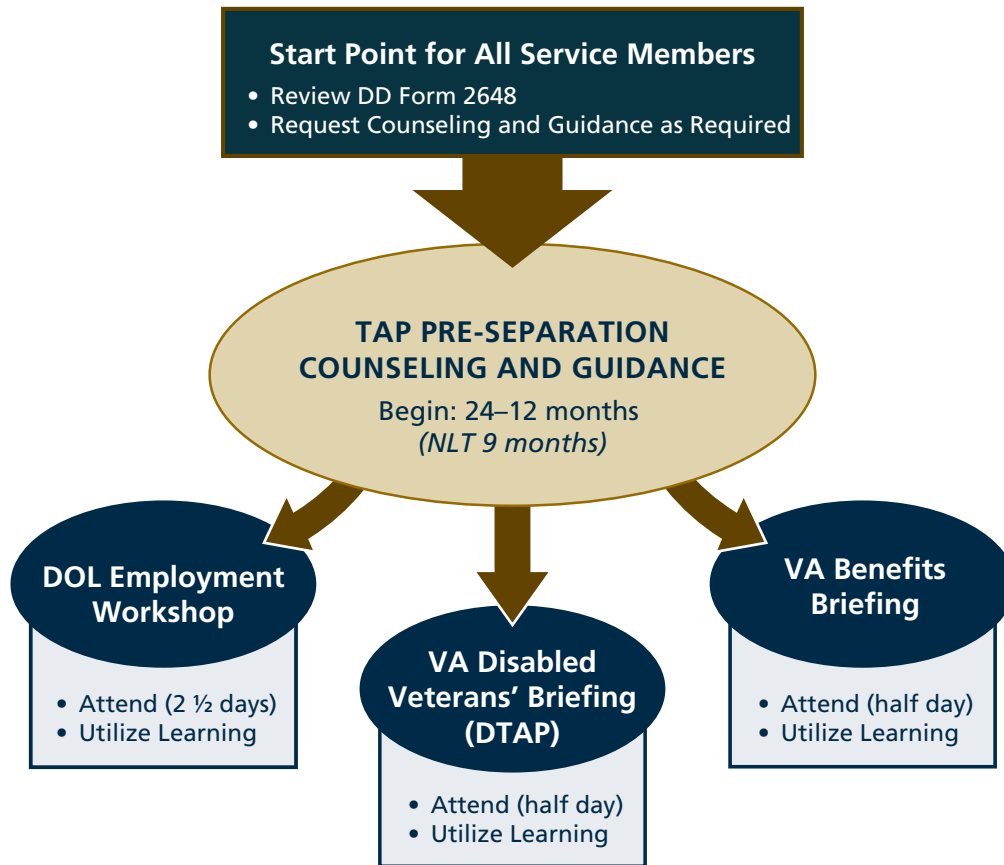 Start Point for All Service Members
• Review DD Form 2648
• Request Counseling and Guidance as Required
TAP PRE-SEPARATION
COUNSELING AND GUIDANCE
Begin: 24–12 months
(NLT 9 months)
DOL Employment
Workshop
• Attend (2 ½ days)
• Utilize Learning
VA Disabled
Veterans’ Briefing
(DTAP)
• Attend (half day)
• Utilize Learning
VA Benefits
Briefing
• Attend (half day)
• Utilize Learning